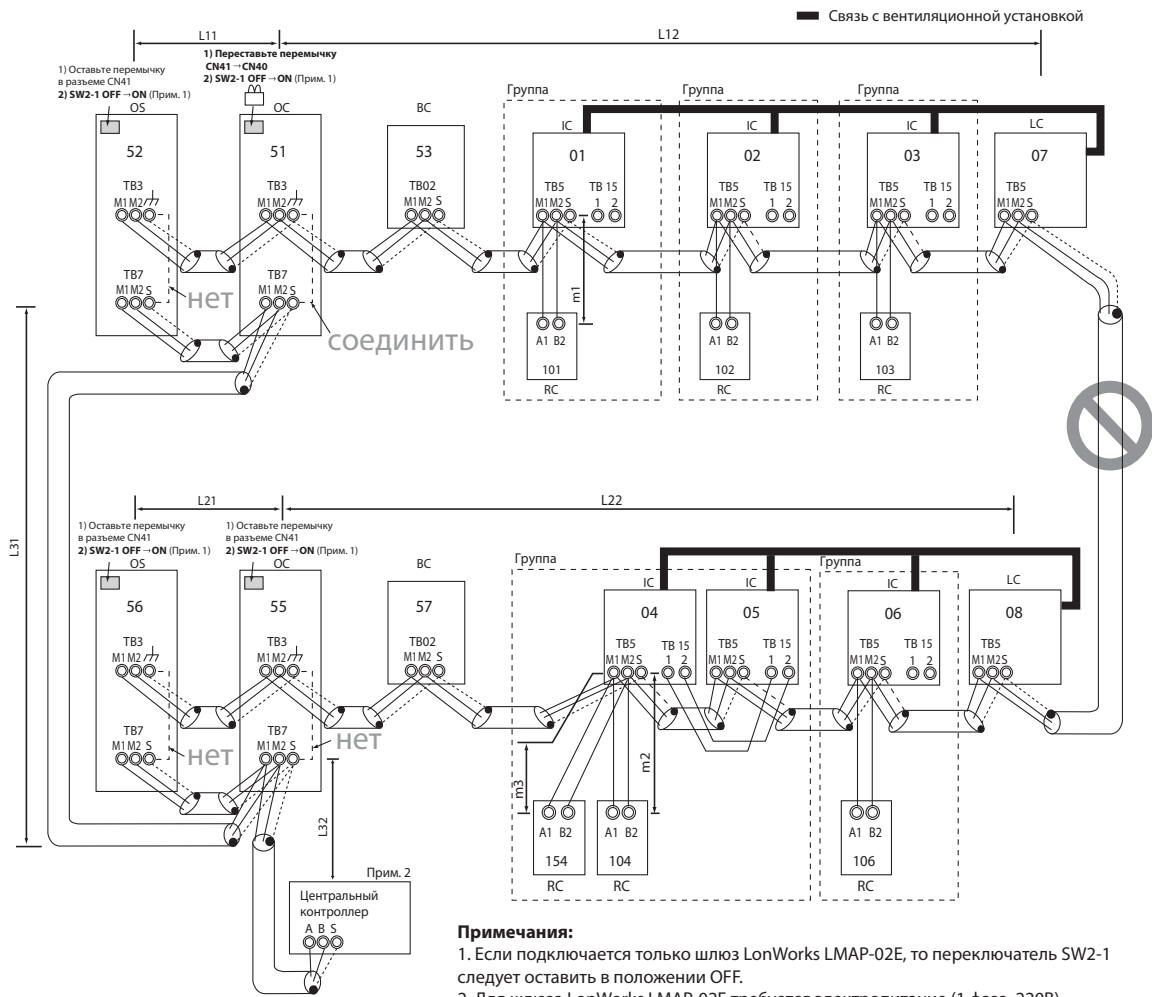 Связь с вентиляционной установкой
L11
L12
1) Оставьте перемычку
в разъеме CN41
2) SW2-1 OFF→ON (Прим. 1)
1) Переставьте перемычку
CN41 →CN40
2) SW2-1 OFF→ON (Прим. 1)
OS
OC
BC
Группа
Группа
Группа
IC
IC
IC
LC
52
51
53
01
02
03
07
TB3
TB3
TB02
TB5
TB 15
TB5
TB 15
TB5
TB 15
TB5
M1 M2
M1 M2
M1 M2 S
M1 M2 S
1 2
M1 M2 S
1 2
M1 M2 S
1 2
M1 M2 S
TB7
TB7
M1 M2 S
M1 M2 S
нет
соединить
m1
A1 B2
A1 B2
A1 B2
101
102
103
RC
RC
RC
L31
L21
L22
1) Оставьте перемычку
в разъеме CN41
2) SW2-1 OFF→ON (Прим. 1)
1) Оставьте перемычку
в разъеме CN41
2) SW2-1 OFF→ON (Прим. 1)
OS
OC
BC
Группа
Группа
IC
IC
IC
LC
56
55
57
04
05
06
08
TB3
TB3
TB02
TB5
TB 15
TB5
TB 15
TB5
TB 15
TB5
M1 M2
M1 M2
M1 M2 S
M1 M2 S
1 2
M1 M2 S
1 2
M1 M2 S
1 2
M1 M2 S
TB7
TB7
M1 M2 S
M1 M2 S
нет
нет
L32
m3
m2
A1 B2
A1 B2
A1 B2
154
104
106
RC
RC
RC
Прим. 2
Центральный
контроллер
A B S
Примечания:
1. Если подключается только шлюз LonWorks LMAP-02E, то переключатель SW2-1
следует оставить в положении OFF.
2. Для шлюза LonWorks LMAP-02E требуется электропитание (1 фаза, 220В).